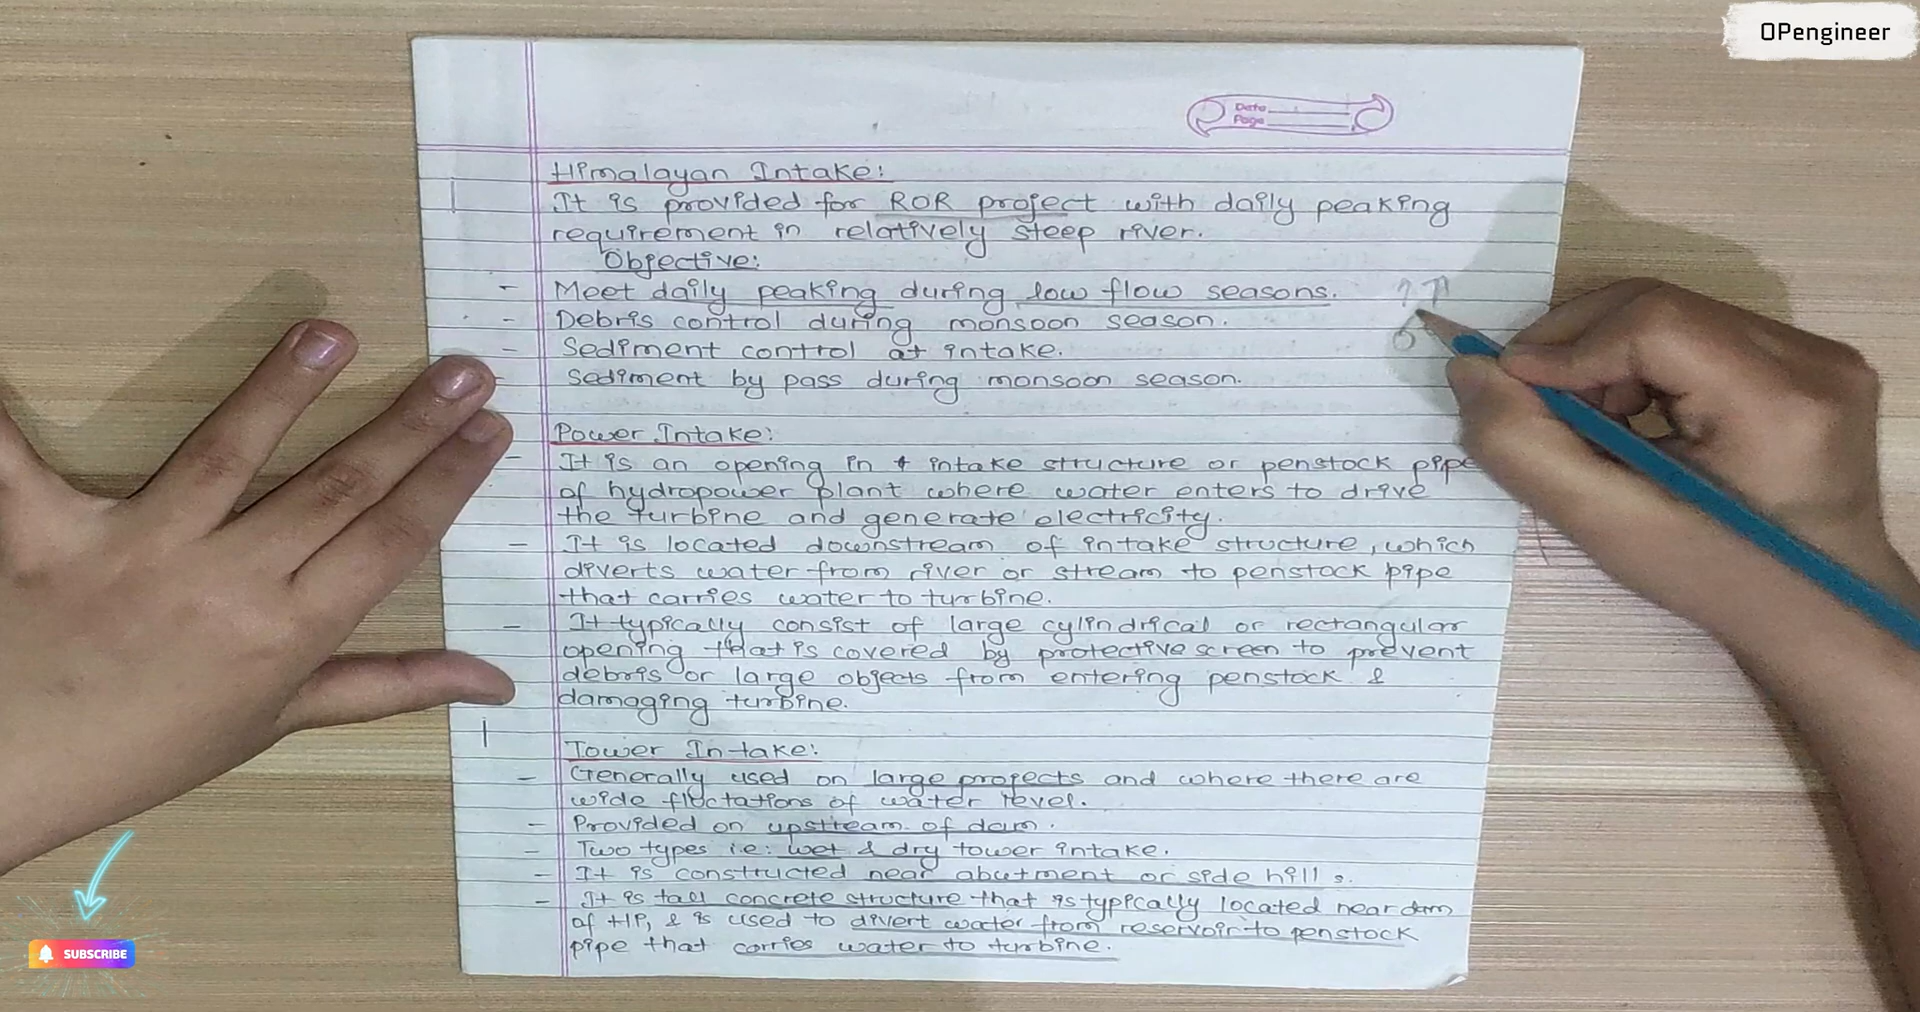 OPengineer
Date
Page
Himalayan Intake:
It is provided for ROR project with daily peaking
requirement in relatively steep river.
Objective:
- Meet daily peaking during low flow seasons.
- Debris control during monsoon season.
- Sediment control at intake.
- Sediment by pass during monsoon season.
Power Intake:
- It is an opening in intake structure or penstock pipe
of hydropower plant where water enters to drive
the turbine and generate electricity.
- It is located downstream of intake structure, which
diverts water from river or stream to penstock pipe
that carries water to turbine.
- It typically consist of large cylindrical or rectangular
opening that is covered by protective screen to prevent
debris or large objects from entering penstock &
damaging turbine.
Tower Intake:
- Generally used on large projects and where there are
wide fluctations of water level.
- Provided on upstream of dam.
- Two types i.e: wet & dry tower intake.
- It is constructed near abutment or side hills.
- It is tall concrete structure that is typically located near dam
of HP, & is used to divert water from reservoir to penstock
pipe that carries water to turbine.
SUBSCRIBE